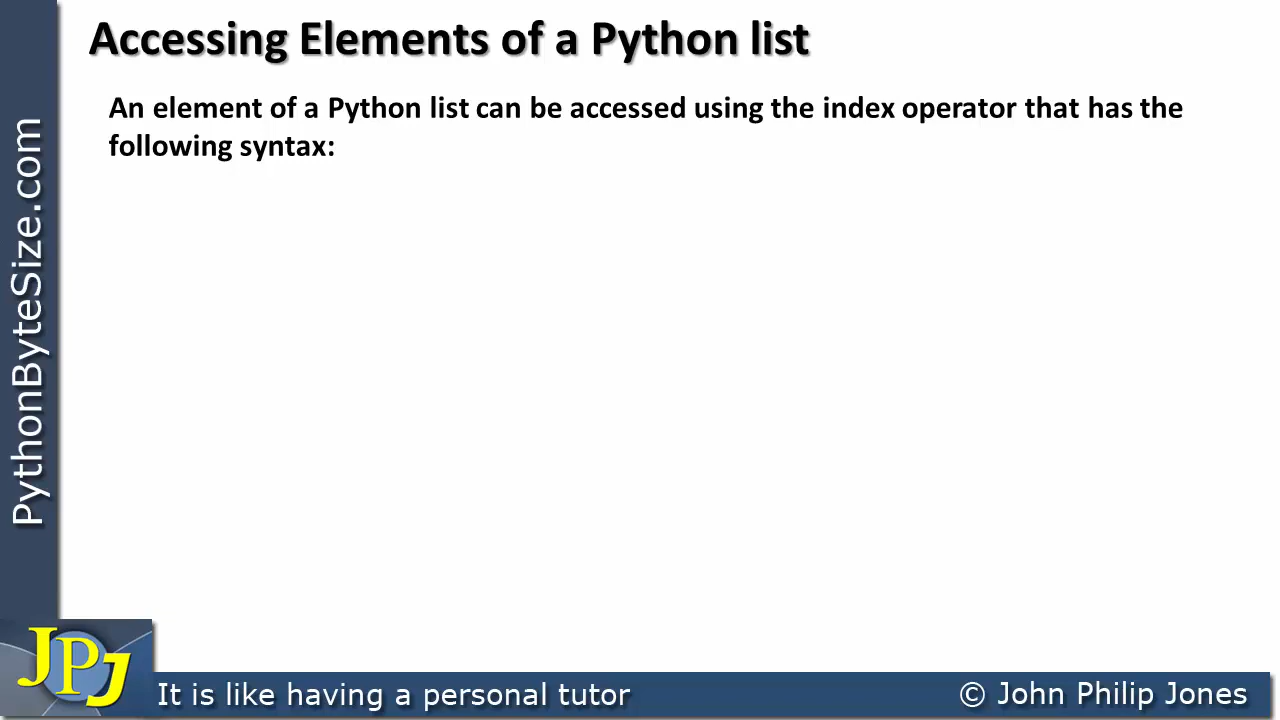 Accessing Elements of a Python list
An element of a Python list can be accessed using the index operator that has the
following syntax:
PythonByteSize.com
JPJ
It is like having a personal tutor
© John Philip Jones